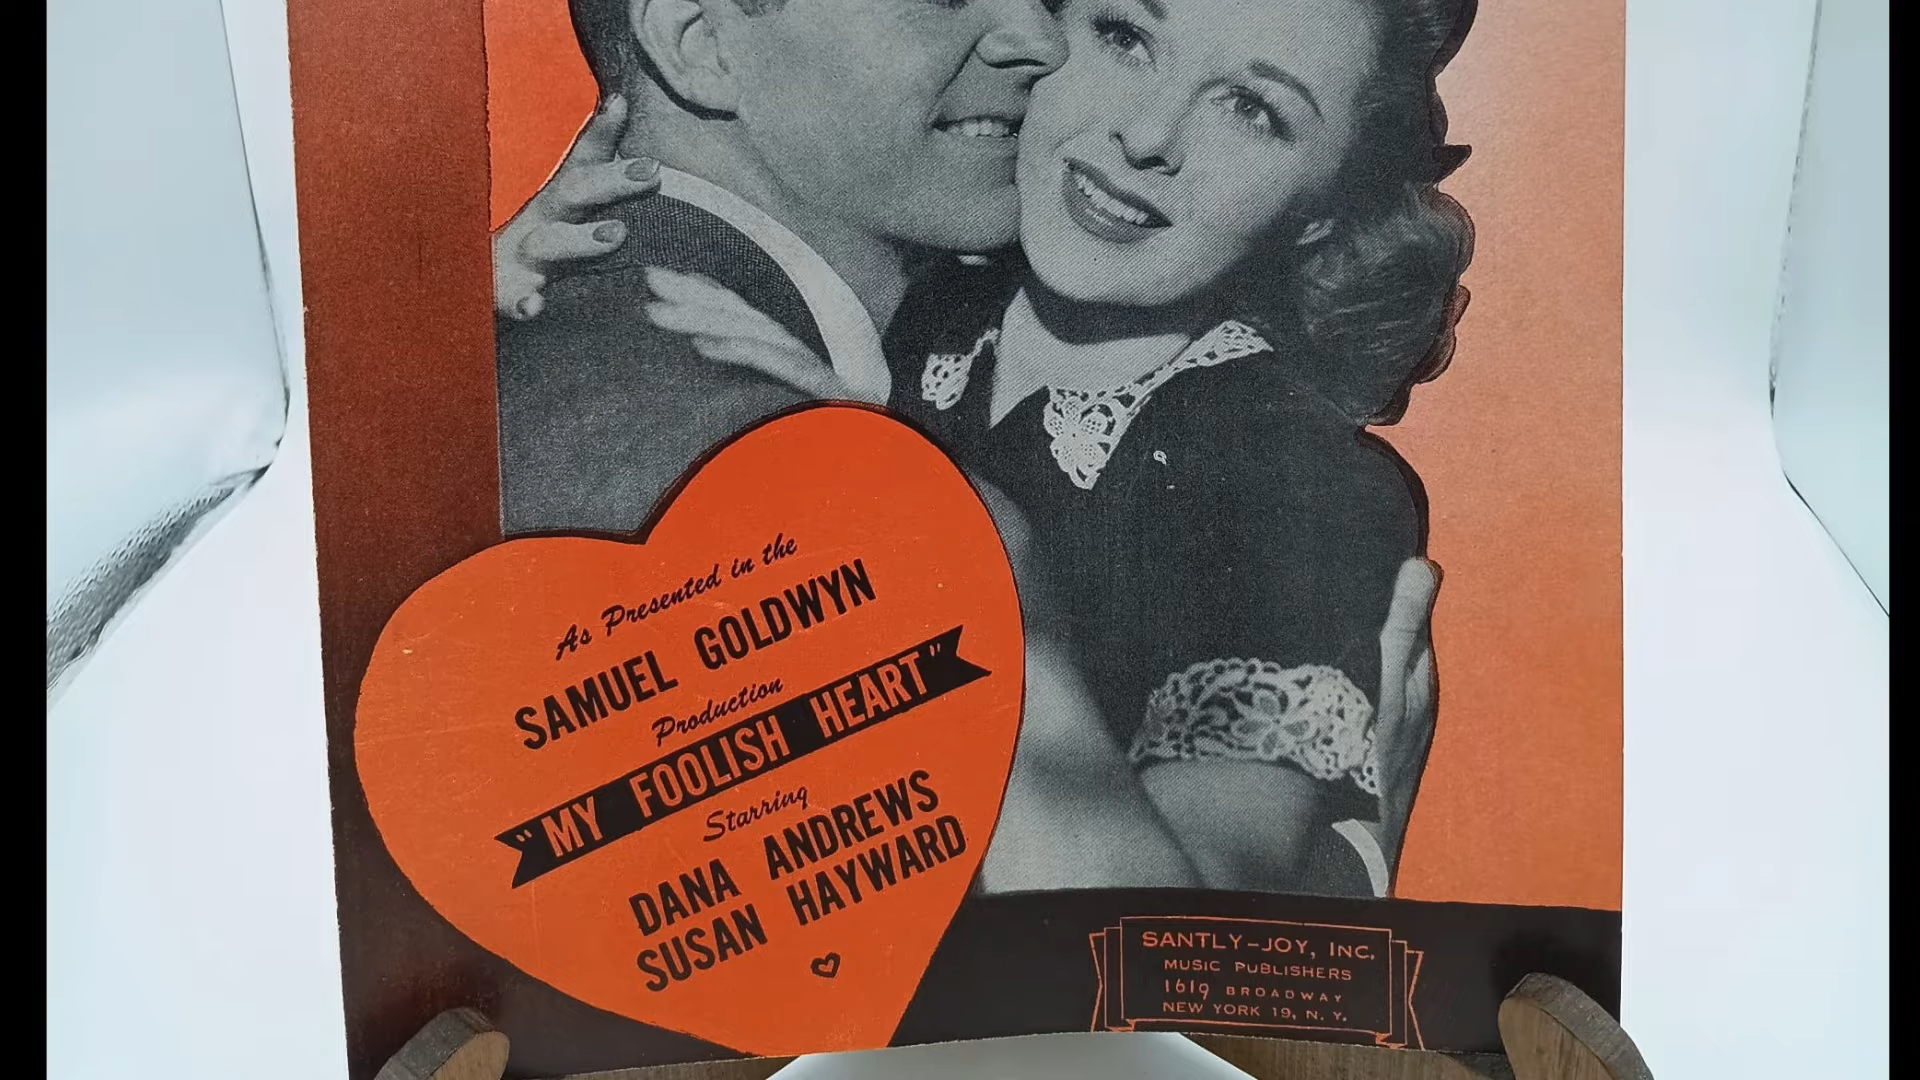 As Presented in the
SAMUEL GOLDWYN
Production
"MY FOOLISH HEART"
Starring
DANA ANDREWS
SUSAN HAYWARD
SANTLY-JOY, INC.
MUSIC PUBLISHERS
1619 BROADWAY
NEW YORK 19, N. Y.